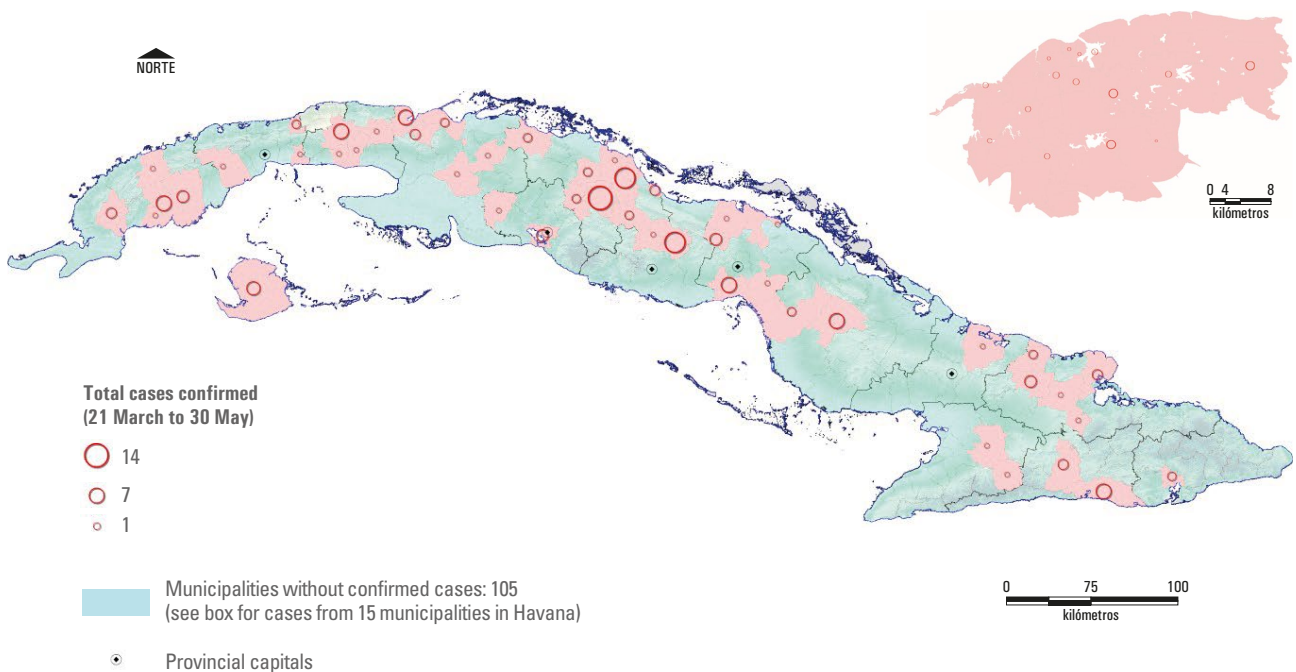 NORTE
0 4 8
kilómetros
Total cases confirmed
(21 March to 30 May)
14
7
1
Municipalities without confirmed cases: 105
(see box for cases from 15 municipalities in Havana)
Provincial capitals
0 75 100
kilómetros